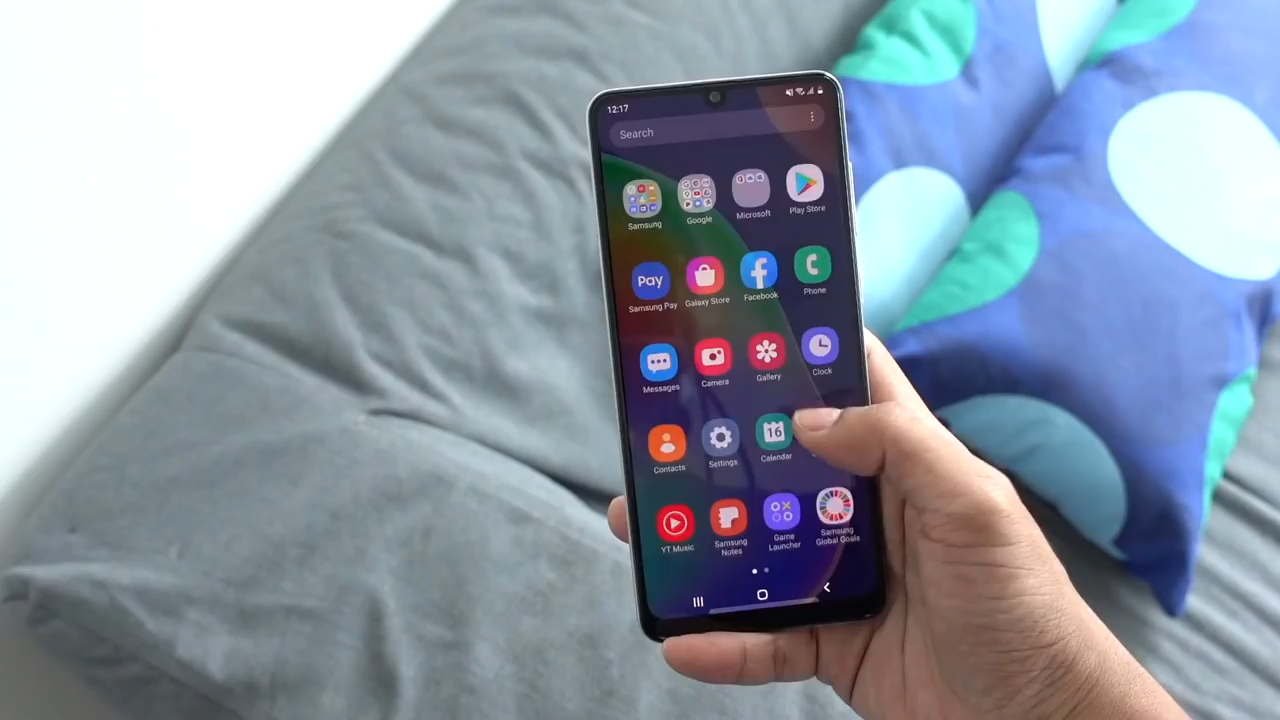 12:17
Search
Samsung
Google
Microsoft
Play Store
Pay
Samsung Pay
Galaxy Store
Facebook
Phone
Messages
Camera
Gallery
Clock
Contacts
Settings
16
Calendar
YT Music
Samsung
Notes
Game
Launcher
Samsung
Global Goals